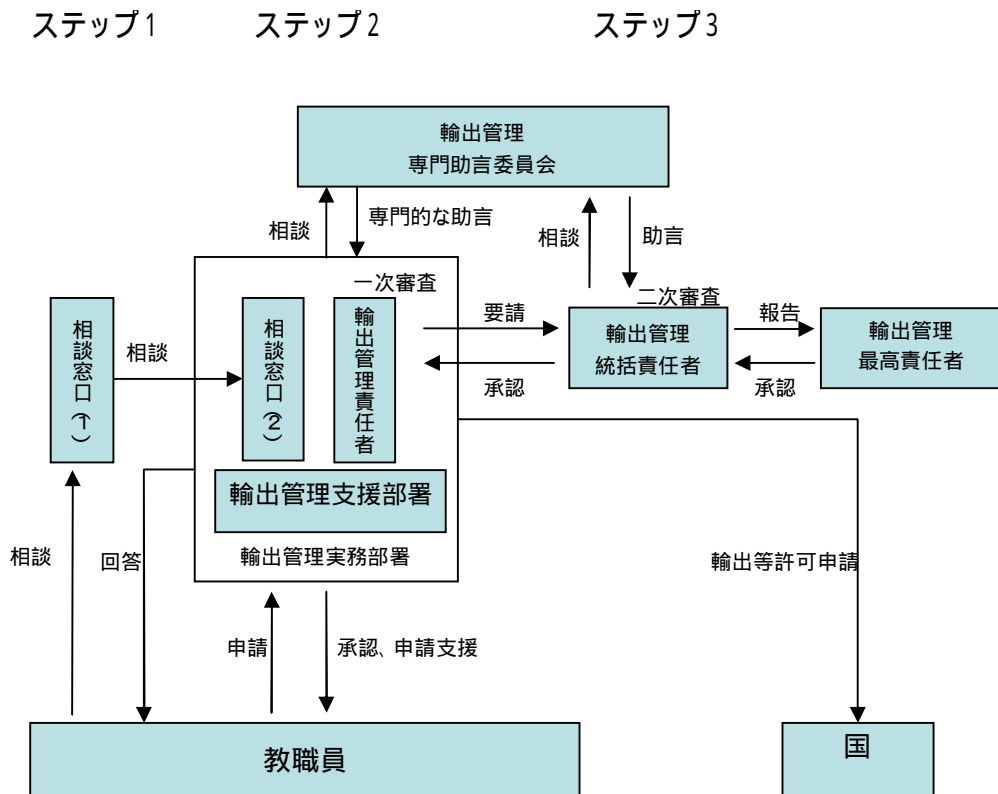 ステップ1
ステップ2
ステップ3
輸出管理
専門助言委員会
相談
専門的な助言
相談
助言
一次審査
二次審査
相談窓口(1)
相談
相談窓口(2)
輸出管理責任者
要請
承認
輸出管理
統括責任者
報告
承認
輸出管理
最高責任者
輸出管理支援部署
輸出管理実務部署
相談
回答
輸出等許可申請
申請
承認、申請支援
教職員
国